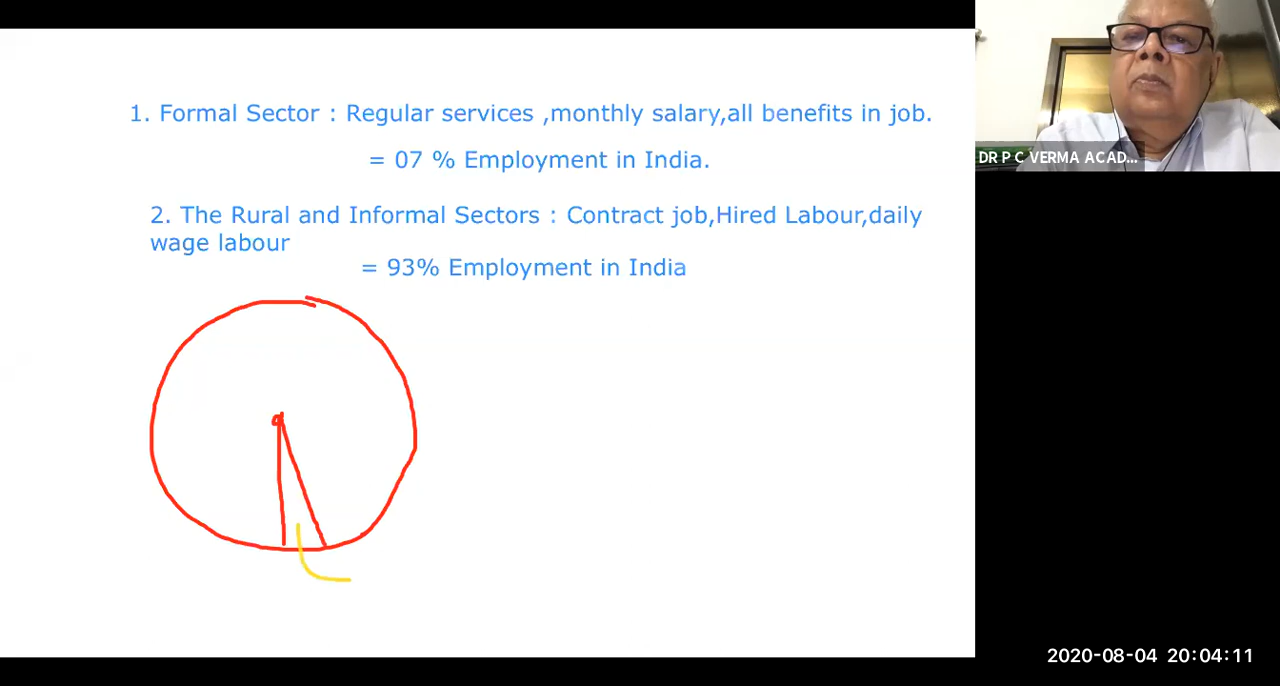 1. Formal Sector : Regular services ,monthly salary,all benefits in job.
= 07 % Employment in India.
2. The Rural and Informal Sectors : Contract job,Hired Labour,daily
wage labour
= 93% Employment in India
DR P C VERMA ACAD...
2020-08-04 20:04:11